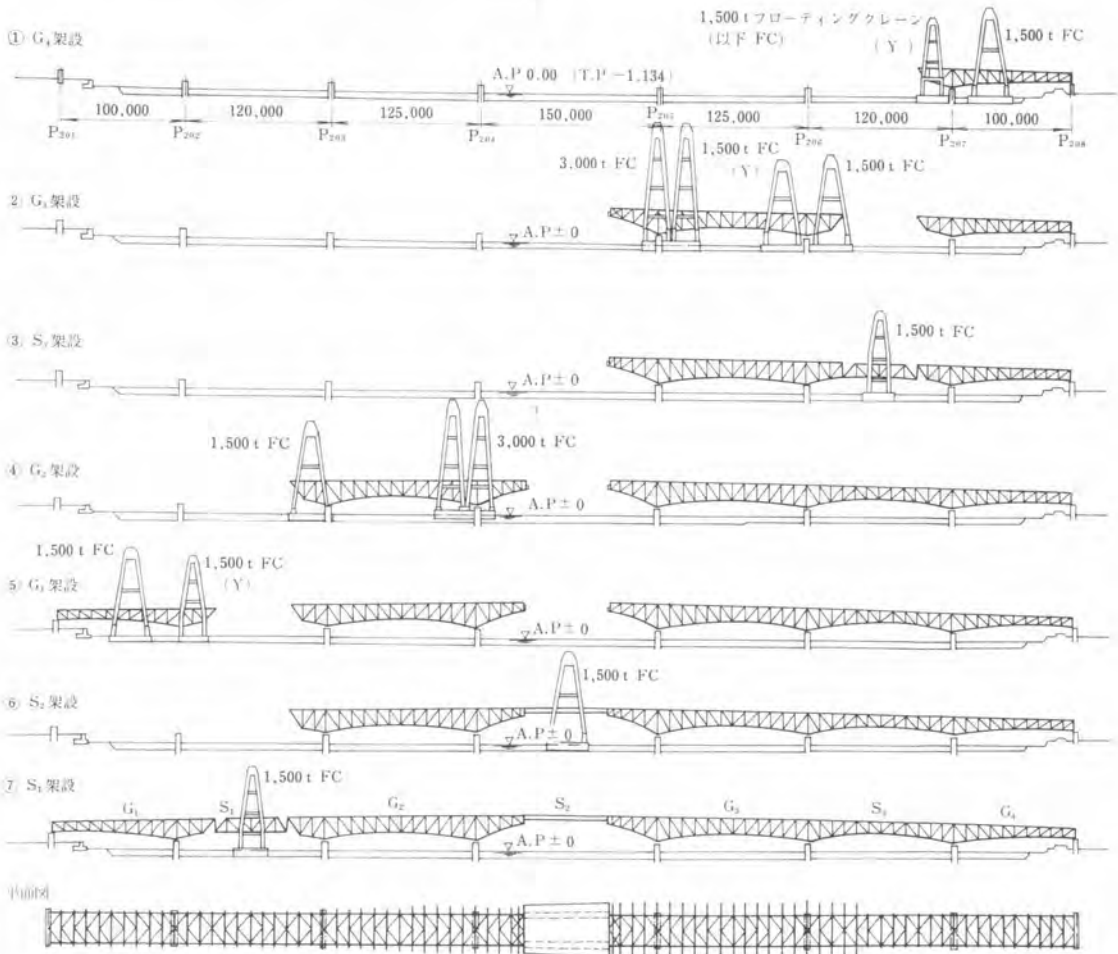 ① G₄架設
1,500 t フローティングクレーン
(以下 FC)
(Y)
1,500 t FC
A.P 0.00 (T.P −1.134)
100,000 120,000 125,000 150,000 125,000 120,000 100,000
P₂₀₁ P₂₀₂ P₂₀₃ P₂₀₄ P₂₀₅ P₂₀₆ P₂₀₇ P₂₀₈
2) G₃架設
3,000 t FC
1,500 t FC
(Y)
1,500 t FC
A.P ± 0
③ S₃架設
1,500 t FC
A.P ± 0
④ G₂架設
1,500 t FC
3,000 t FC
A.P ± 0
5) G₁架設
1,500 t FC
1,500 t FC
(Y)
A.P ± 0
⑥ S₂架設
1,500 t FC
A.P ± 0
⑦ S₁架設
1,500 t FC
G₁ S₁ G₂ S₂ G₃ S₃ G₄
A.P ± 0